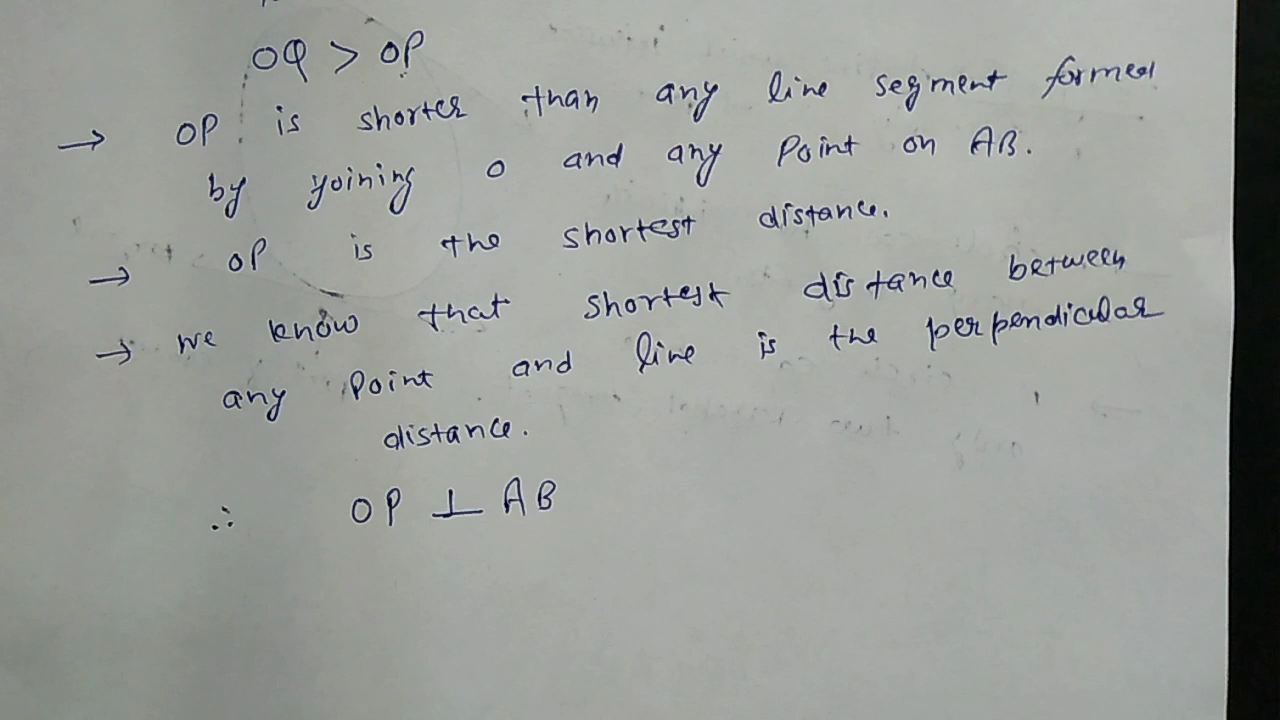 OQ > OP
→ OP is shorter than any line segment formed
by yoining O and any Point on AB.
→ OP is the shortest distance.
→ we know that shortest distance between
any Point and line is the perpendicular
distance.
∴ OP ⊥ AB